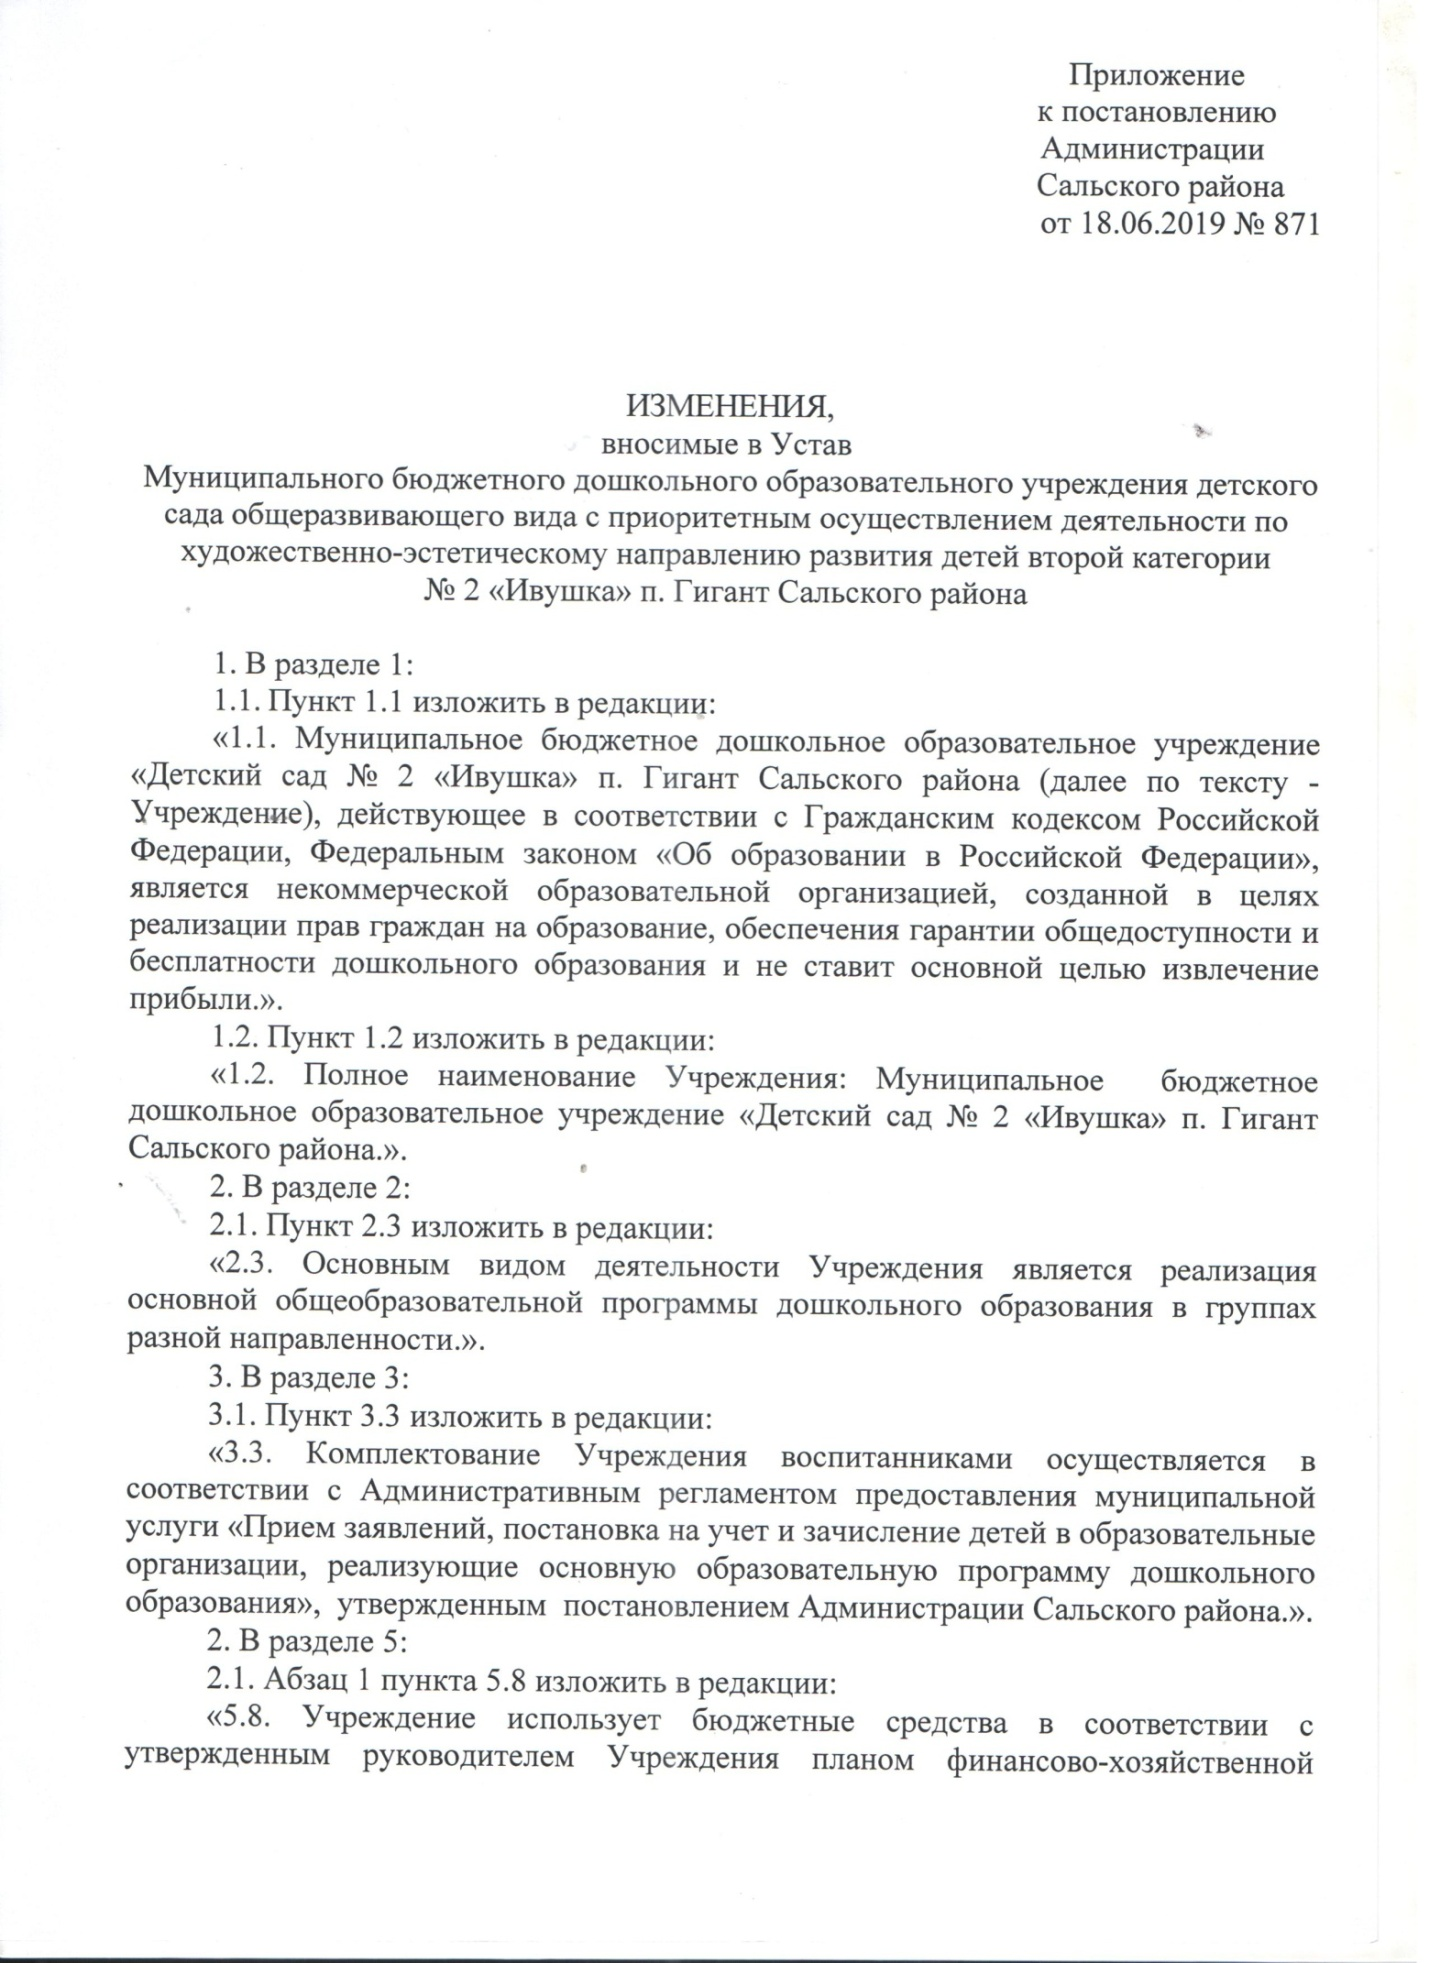 Приложение
к постановлению
Администрации
Сальского района
от 18.06.2019 № 871
ИЗМЕНЕНИЯ,
вносимые в Устав
Муниципального бюджетного дошкольного образовательного учреждения детского
сада общеразвивающего вида с приоритетным осуществлением деятельности по
художественно-эстетическому направлению развития детей второй категории
№ 2 «Ивушка» п. Гигант Сальского района
1. В разделе 1:
1.1. Пункт 1.1 изложить в редакции:
«1.1. Муниципальное бюджетное дошкольное образовательное учреждение
«Детский сад № 2 «Ивушка» п. Гигант Сальского района (далее по тексту -
Учреждение), действующее в соответствии с Гражданским кодексом Российской
Федерации, Федеральным законом «Об образовании в Российской Федерации»,
является некоммерческой образовательной организацией, созданной в целях
реализации прав граждан на образование, обеспечения гарантии общедоступности и
бесплатности дошкольного образования и не ставит основной целью извлечение
прибыли.».
1.2. Пункт 1.2 изложить в редакции:
«1.2. Полное наименование Учреждения: Муниципальное бюджетное
дошкольное образовательное учреждение «Детский сад № 2 «Ивушка» п. Гигант
Сальского района.».
2. В разделе 2:
2.1. Пункт 2.3 изложить в редакции:
«2.3. Основным видом деятельности Учреждения является реализация
основной общеобразовательной программы дошкольного образования в группах
разной направленности.».
3. В разделе 3:
3.1. Пункт 3.3 изложить в редакции:
«3.3. Комплектование Учреждения воспитанниками осуществляется в
соответствии с Административным регламентом предоставления муниципальной
услуги «Прием заявлений, постановка на учет и зачисление детей в образовательные
организации, реализующие основную образовательную программу дошкольного
образования», утвержденным постановлением Администрации Сальского района.».
2. В разделе 5:
2.1. Абзац 1 пункта 5.8 изложить в редакции:
«5.8. Учреждение использует бюджетные средства в соответствии с
утвержденным руководителем Учреждения планом финансово-хозяйственной